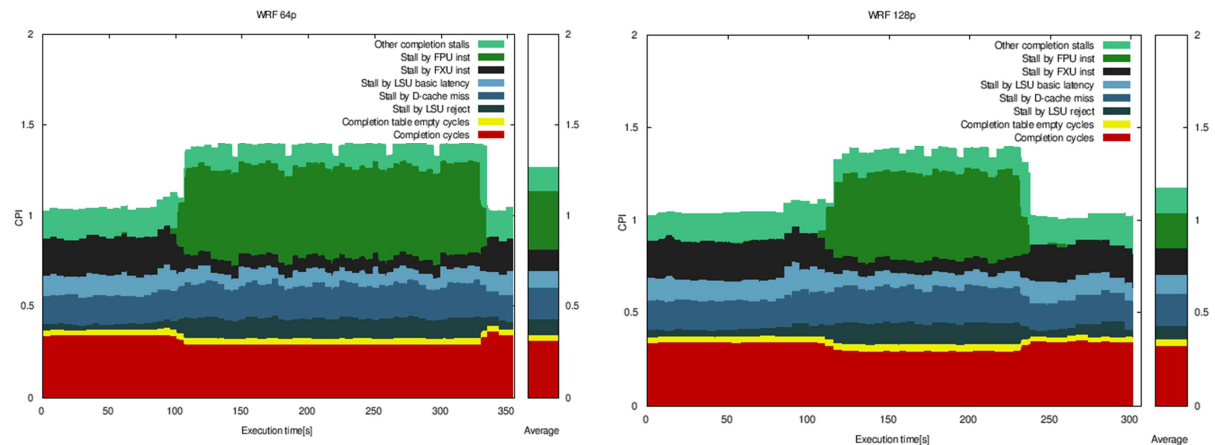 WRF 64p
2
1.5
1
0.5
0
CPI
Other completion stalls
Stall by FPU inst
Stall by FXU inst
Stall by LSU basic latency
Stall by D-cache miss
Stall by LSU reject
Completion table empty cycles
Completion cycles
0 50 100 150 200 250 300 350
Execution time[s]
2
1.5
1
0.5
0
Average
WRF 128p
2
1.5
1
0.5
0
CPI
Other completion stalls
Stall by FPU inst
Stall by FXU inst
Stall by LSU basic latency
Stall by D-cache miss
Stall by LSU reject
Completion table empty cycles
Completion cycles
0 50 100 150 200 250 300
Execution time[s]
2
1.5
1
0.5
0
Average